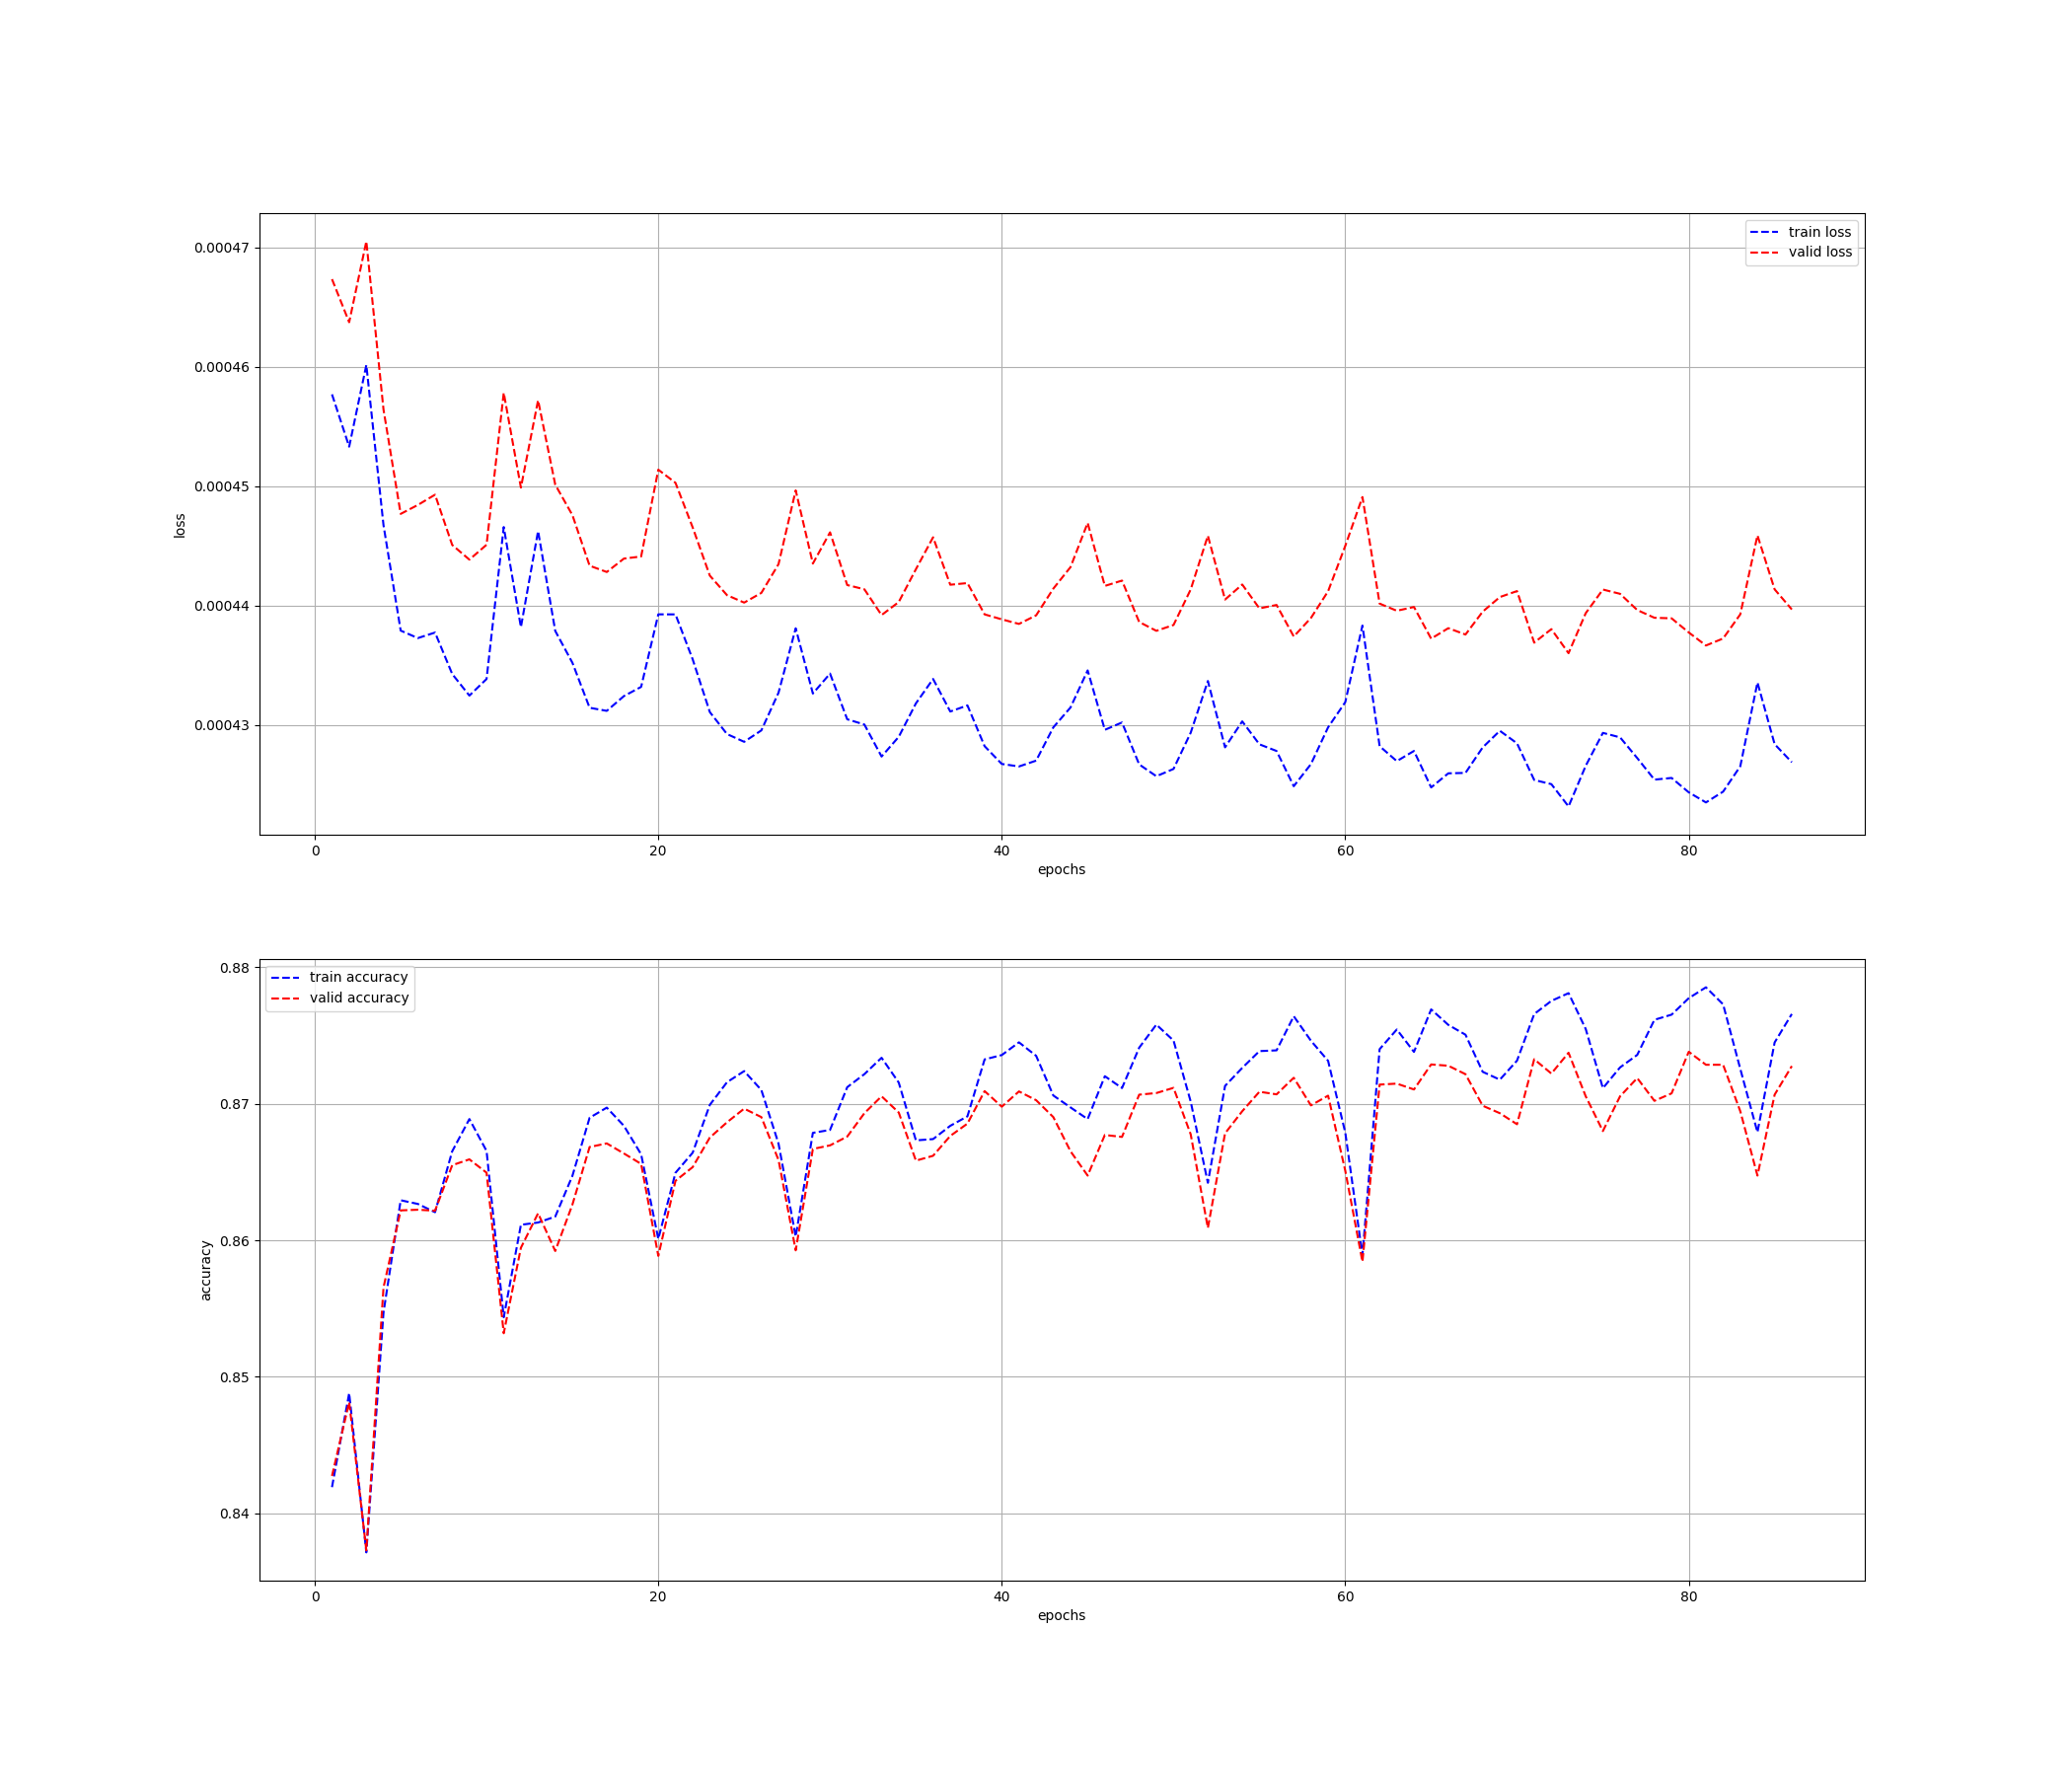 train loss
valid loss
0.00047
0.00046
0.00045
0.00044
0.00043
loss
0 20 40 60 80
epochs
train accuracy
valid accuracy
0.88
0.87
0.86
0.85
0.84
accuracy
0 20 40 60 80
epochs